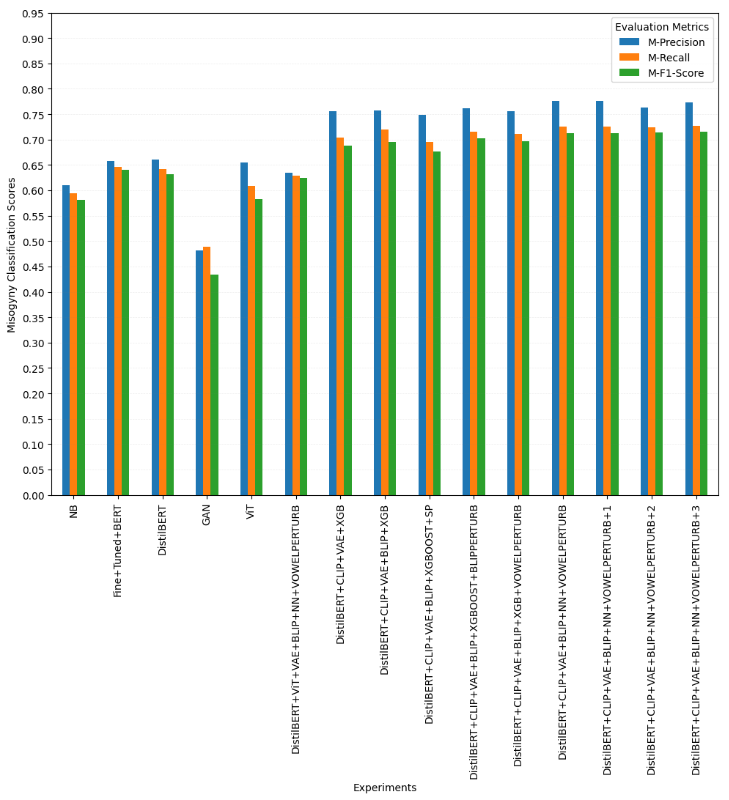 0.95
0.90
0.85
0.80
0.75
0.70
0.65
0.60
0.55
0.50
0.45
0.40
0.35
0.30
0.25
0.20
0.15
0.10
0.05
0.00
Misogyny Classification Scores
Evaluation Metrics
M-Precision
M-Recall
M-F1-Score
NB
Fine+Tuned+BERT
DistilBERT
GAN
ViT
DistilBERT+ViT+VAE+BLIP+NN+VOWELPERTURB
DistilBERT+CLIP+VAE+XGB
DistilBERT+CLIP+VAE+BLIP+XGB
DistilBERT+CLIP+VAE+BLIP+XGBOOST+SP
DistilBERT+CLIP+VAE+BLIP+XGBOOST+BLIPPERTURB
DistilBERT+CLIP+VAE+BLIP+XGB+VOWELPERTURB
DistilBERT+CLIP+VAE+BLIP+NN+VOWELPERTURB
DistilBERT+CLIP+VAE+BLIP+NN+VOWELPERTURB+1
DistilBERT+CLIP+VAE+BLIP+NN+VOWELPERTURB+2
DistilBERT+CLIP+VAE+BLIP+NN+VOWELPERTURB+3
Experiments